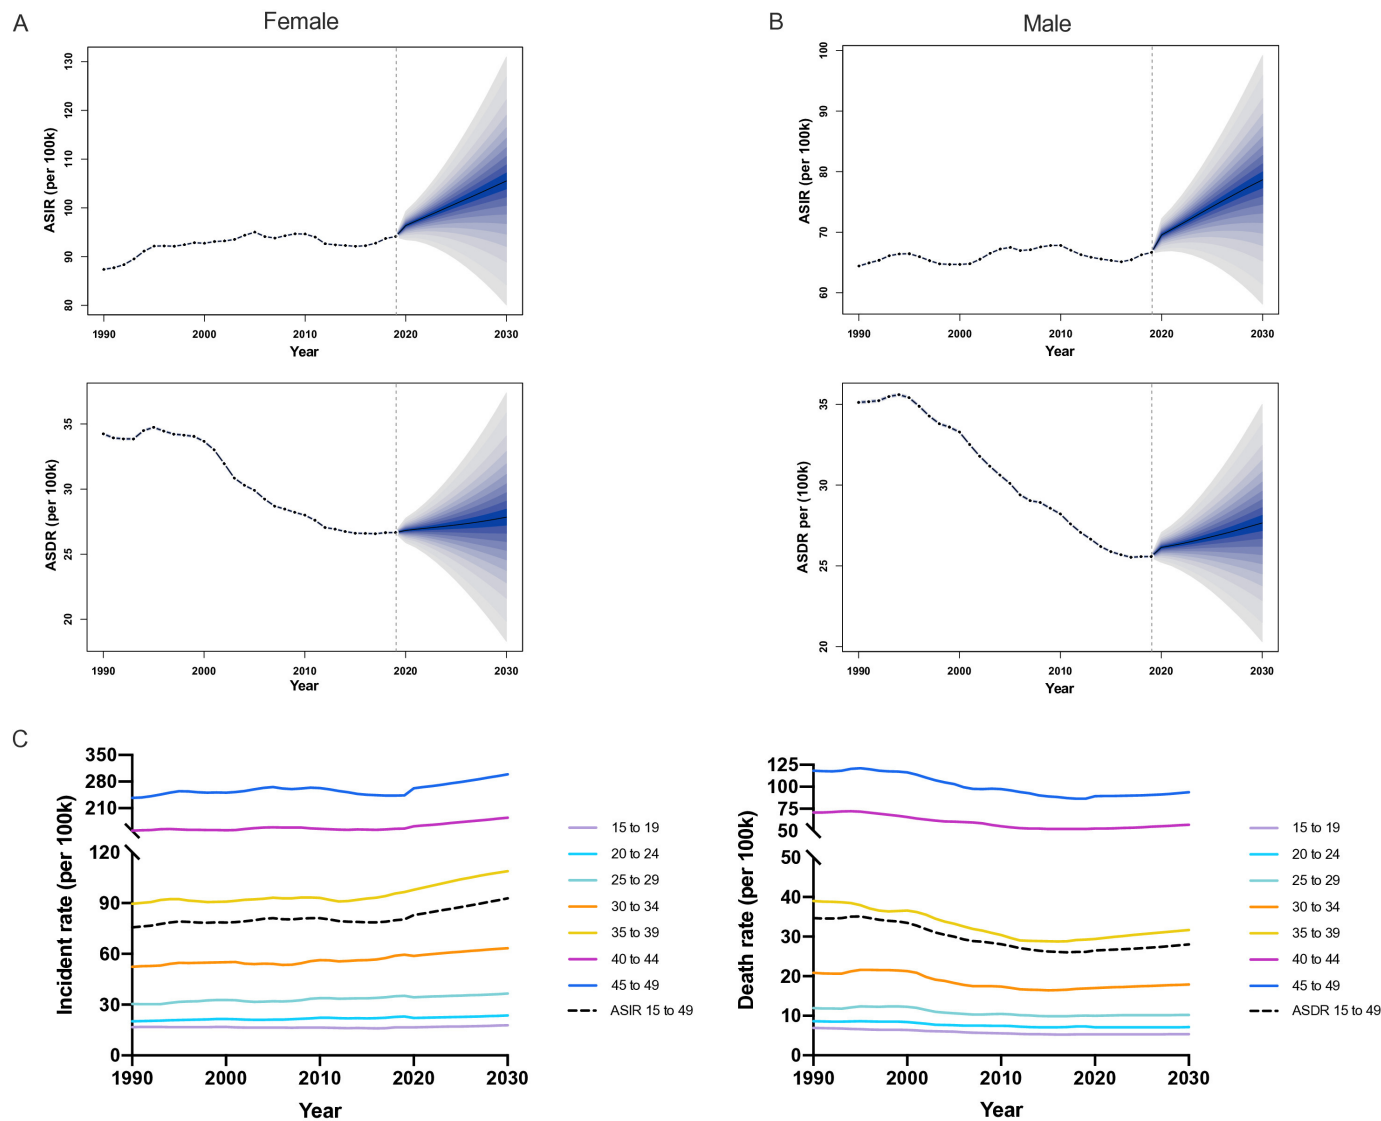 A
Female
ASIR (per 100k)
130
120
110
100
90
80
1990 2000 2010 2020 2030
Year
ASDR (per 100k)
35
30
25
20
1990 2000 2010 2020 2030
Year
B
Male
ASIR (per 100k)
100
90
80
70
60
1990 2000 2010 2020 2030
Year
ASDR per (100k)
35
30
25
20
1990 2000 2010 2020 2030
Year
C
Incident rate (per 100k)
350
280
210
120
90
60
30
0
1990 2000 2010 2020 2030
Year
15 to 19
20 to 24
25 to 29
30 to 34
35 to 39
40 to 44
45 to 49
ASIR 15 to 49
Death rate (per 100k)
125
100
75
50
50
40
30
20
10
0
1990 2000 2010 2020 2030
Year
15 to 19
20 to 24
25 to 29
30 to 34
35 to 39
40 to 44
45 to 49
ASDR 15 to 49